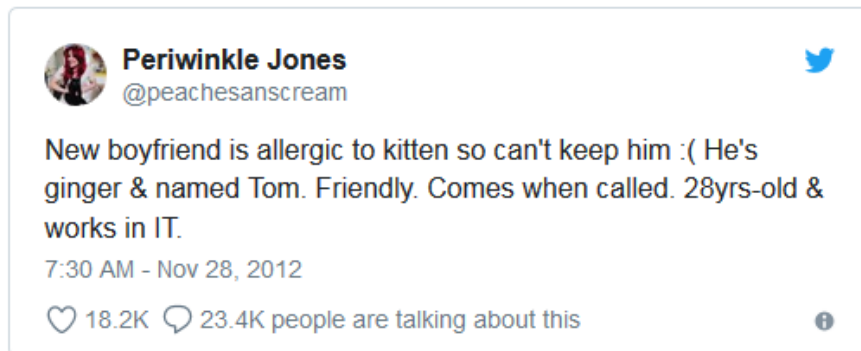 Periwinkle Jones
@peachesanscream
New boyfriend is allergic to kitten so can't keep him :( He's
ginger & named Tom. Friendly. Comes when called. 28yrs-old &
works in IT.
7:30 AM - Nov 28, 2012
18.2K 23.4K people are talking about this